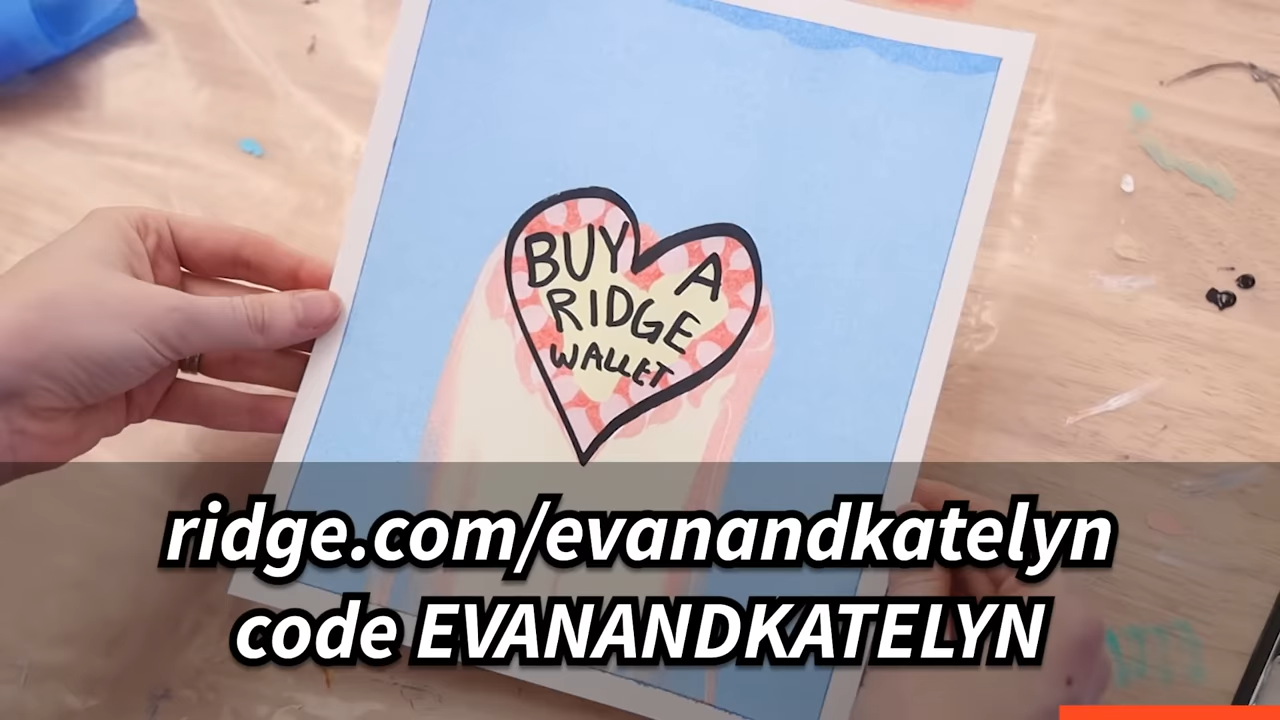 BUY A
RIDGE
WALLET
ridge.com/evanandkatelyn
code EVANANDKATELYN